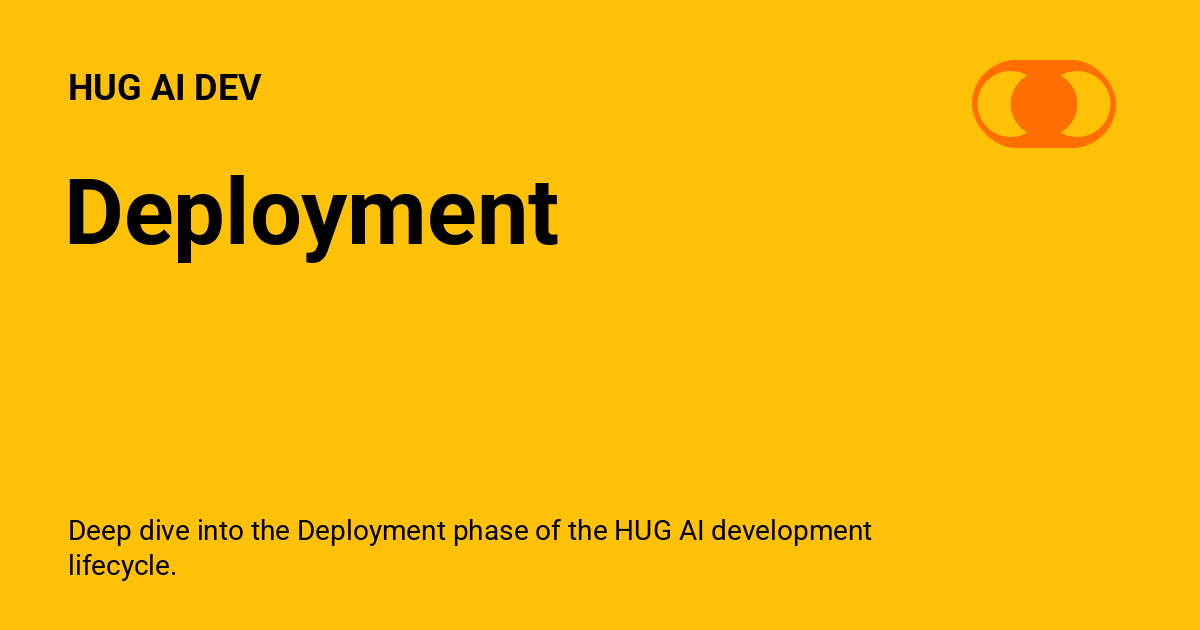 HUG AI DEV
Deployment
Deep dive into the Deployment phase of the HUG AI development
lifecycle.